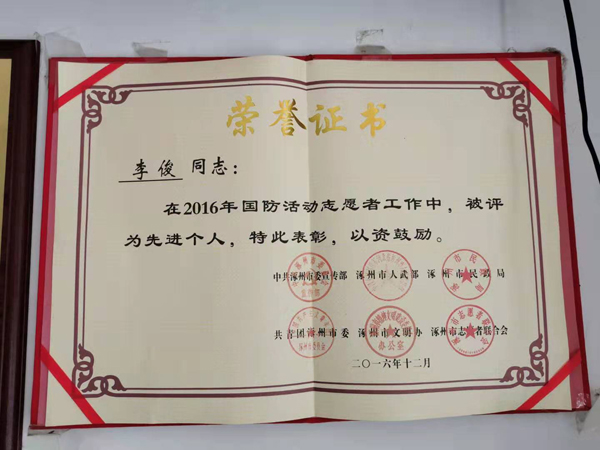 荣誉证书
李俊 同志：
在2016年国防活动志愿者工作中，被评
为先进个人，特此表彰，以资鼓励。
中共涿州市委宣传部 涿州市人武部 涿州市民政局
共青团涿州市委 涿州市文明办 涿州市志愿者联合会
二〇一六年十二月